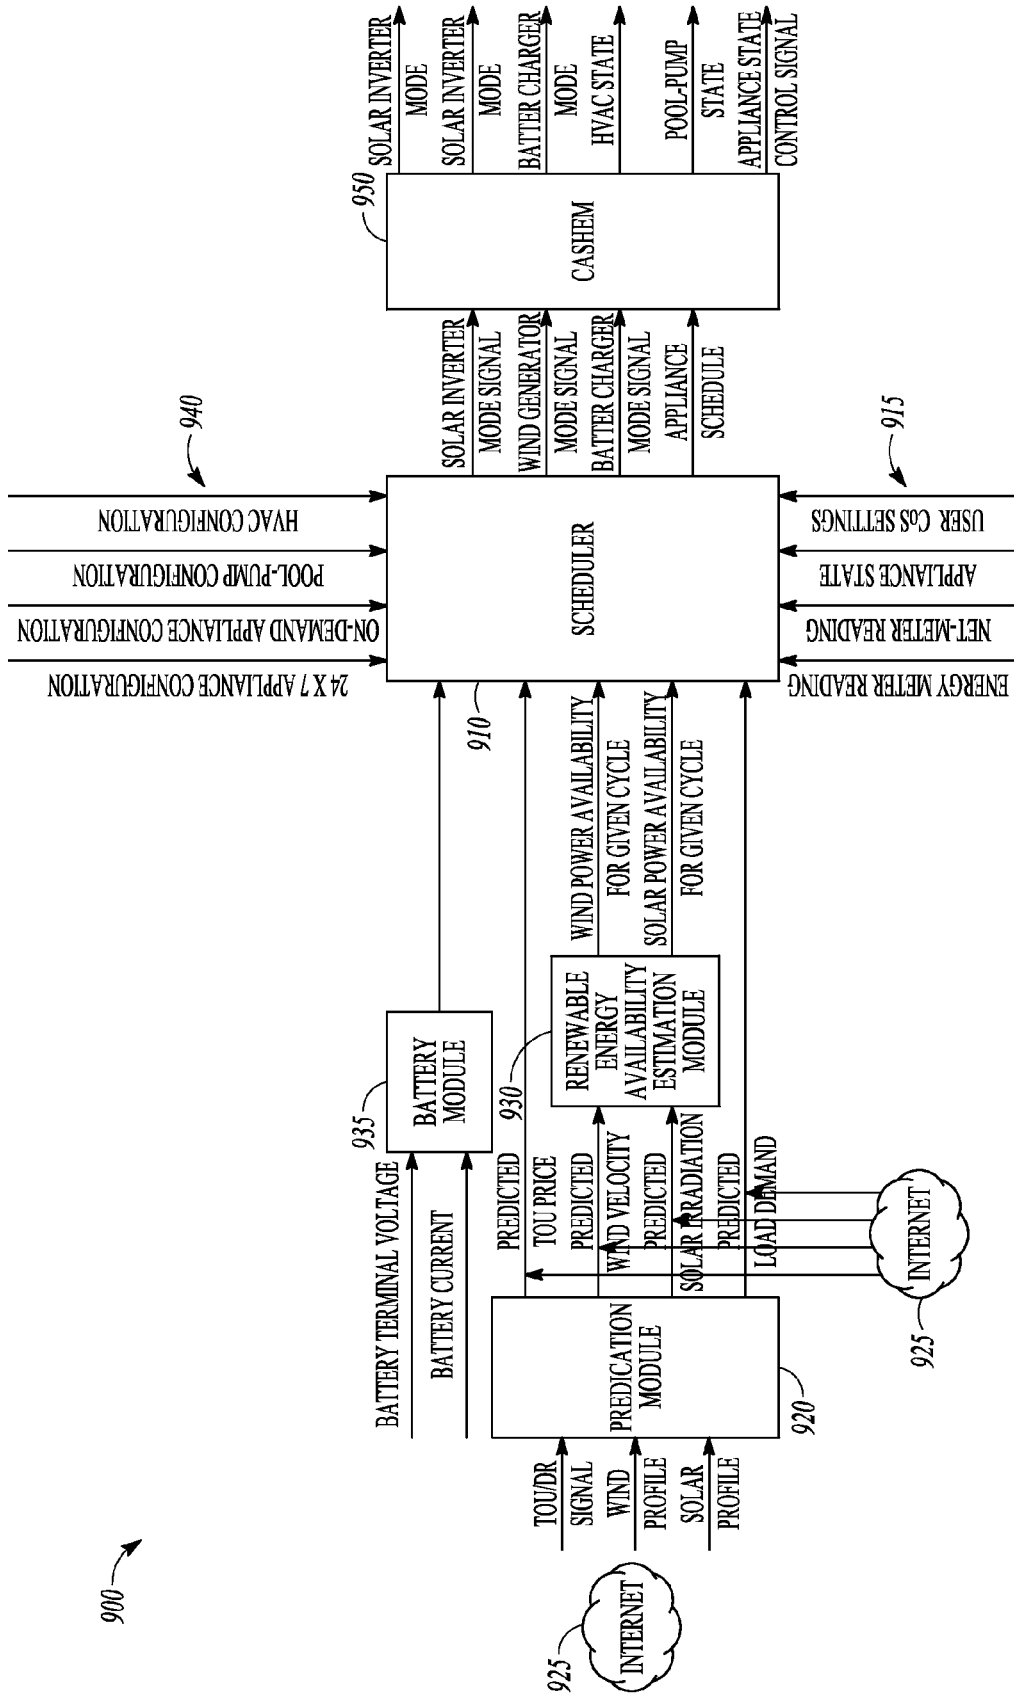 900
940
HVAC CONFIGURATION
POOL-PUMP CONFIGURATION
ON-DEMAND APPLIANCE CONFIGURATION
24 X 7 APPLIANCE CONFIGURATION
925
INTERNET
TOU/DR
SIGNAL
WIND
PROFILE
SOLAR
PROFILE
BATTERY TERMINAL VOLTAGE
BATTERY CURRENT
935
BATTERY
MODULE
PREDICATION
MODULE
920
PREDICTED
TOU PRICE
PREDICTED
WIND VELOCITY
PREDICTED
SOLAR IRRADIATION
PREDICTED
LOAD DEMAND
925
INTERNET
930
RENEWABLE
ENERGY
AVAILABILITY
ESTIMATION
MODULE
WIND POWER AVAILABILITY
FOR GIVEN CYCLE
SOLAR POWER AVAILABILITY
FOR GIVEN CYCLE
910
SCHEDULER
ENERGY METER READING
NET-METER READING
APPLIANCE STATE
USER CoS SETTINGS
915
SOLAR INVERTER
MODE SIGNAL
WIND GENERATOR
MODE SIGNAL
BATTER CHARGER
MODE SIGNAL
APPLIANCE
SCHEDULE
950
CASHEM
SOLAR INVERTER
MODE
SOLAR INVERTER
MODE
BATTER CHARGER
MODE
HVAC STATE
POOL-PUMP
STATE
APPLIANCE STATE
CONTROL SIGNAL